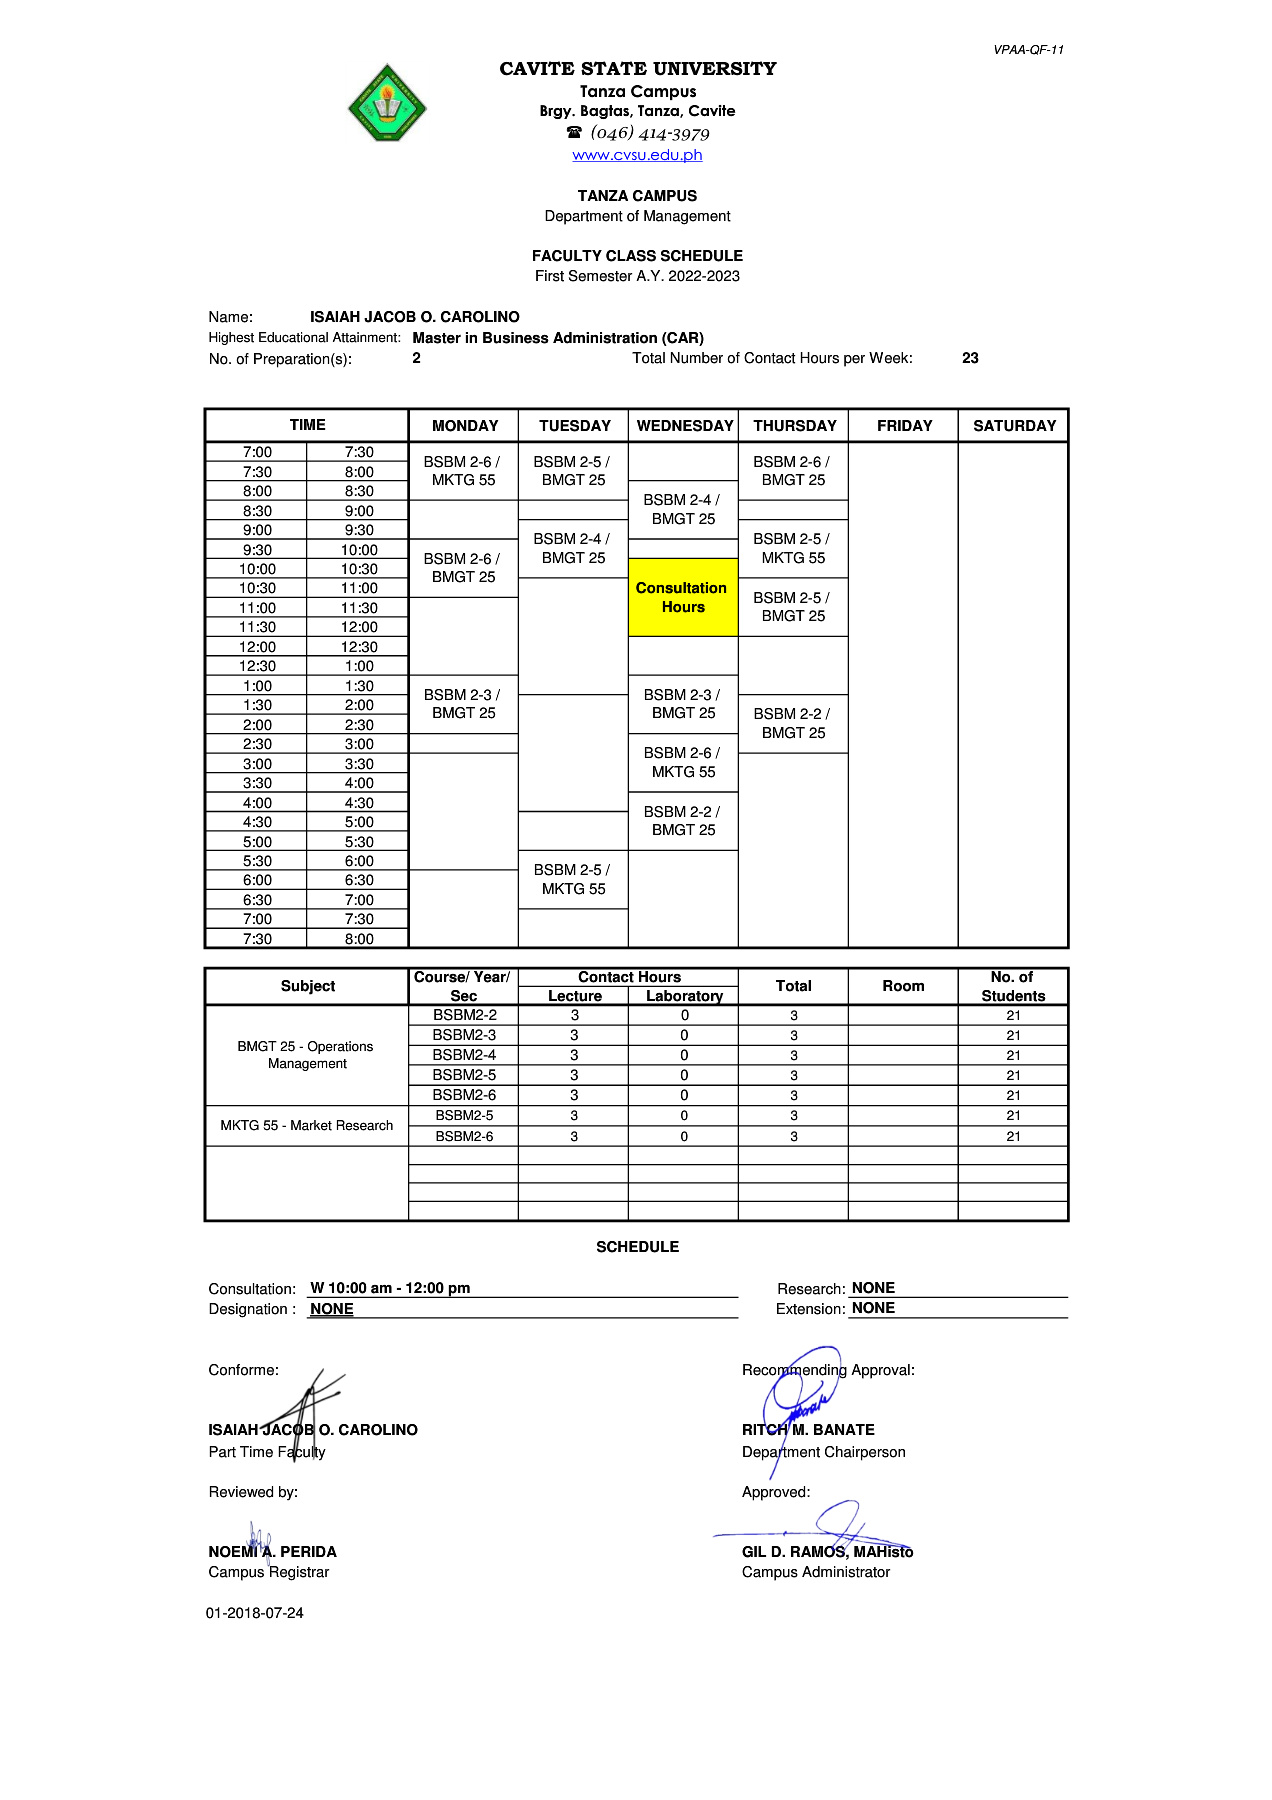 VPAA-QF-11
CAVITE STATE UNIVERSITY
Tanza Campus
Brgy. Bagtas, Tanza, Cavite
☎ (046) 414-3979
www.cvsu.edu.ph
TANZA CAMPUS
Department of Management
FACULTY CLASS SCHEDULE
First Semester A.Y. 2022-2023
Name: ISAIAH JACOB O. CAROLINO
Highest Educational Attainment: Master in Business Administration (CAR)
No. of Preparation(s): 2 Total Number of Contact Hours per Week: 23
TIME MONDAY TUESDAY WEDNESDAY THURSDAY FRIDAY SATURDAY
7:00 7:30
7:30 8:00
8:00 8:30
8:30 9:00
9:00 9:30
9:30 10:00
10:00 10:30
10:30 11:00
11:00 11:30
11:30 12:00
12:00 12:30
12:30 1:00
1:00 1:30
1:30 2:00
2:00 2:30
2:30 3:00
3:00 3:30
3:30 4:00
4:00 4:30
4:30 5:00
5:00 5:30
5:30 6:00
6:00 6:30
6:30 7:00
7:00 7:30
7:30 8:00
BSBM 2-6 /
MKTG 55
BSBM 2-6 /
BMGT 25
BSBM 2-3 /
BMGT 25
BSBM 2-5 /
BMGT 25
BSBM 2-4 /
BMGT 25
BSBM 2-5 /
MKTG 55
BSBM 2-4 /
BMGT 25
Consultation
Hours
BSBM 2-3 /
BMGT 25
BSBM 2-6 /
MKTG 55
BSBM 2-2 /
BMGT 25
BSBM 2-6 /
BMGT 25
BSBM 2-5 /
MKTG 55
BSBM 2-5 /
BMGT 25
BSBM 2-2 /
BMGT 25
Subject Course/ Year/ Contact Hours Total Room No. of
Sec Lecture Laboratory Students
BMGT 25 - Operations
Management
BSBM2-2 3 0 3 21
BSBM2-3 3 0 3 21
BSBM2-4 3 0 3 21
BSBM2-5 3 0 3 21
BSBM2-6 3 0 3 21
MKTG 55 - Market Research
BSBM2-5 3 0 3 21
BSBM2-6 3 0 3 21
SCHEDULE
Consultation: W 10:00 am - 12:00 pm Research: NONE
Designation : NONE Extension: NONE
Conforme: Recommending Approval:
ISAIAH JACOB O. CAROLINO RITCH M. BANATE
Part Time Faculty Department Chairperson
Reviewed by: Approved:
NOEMI A. PERIDA GIL D. RAMOS, MAHisto
Campus Registrar Campus Administrator
01-2018-07-24